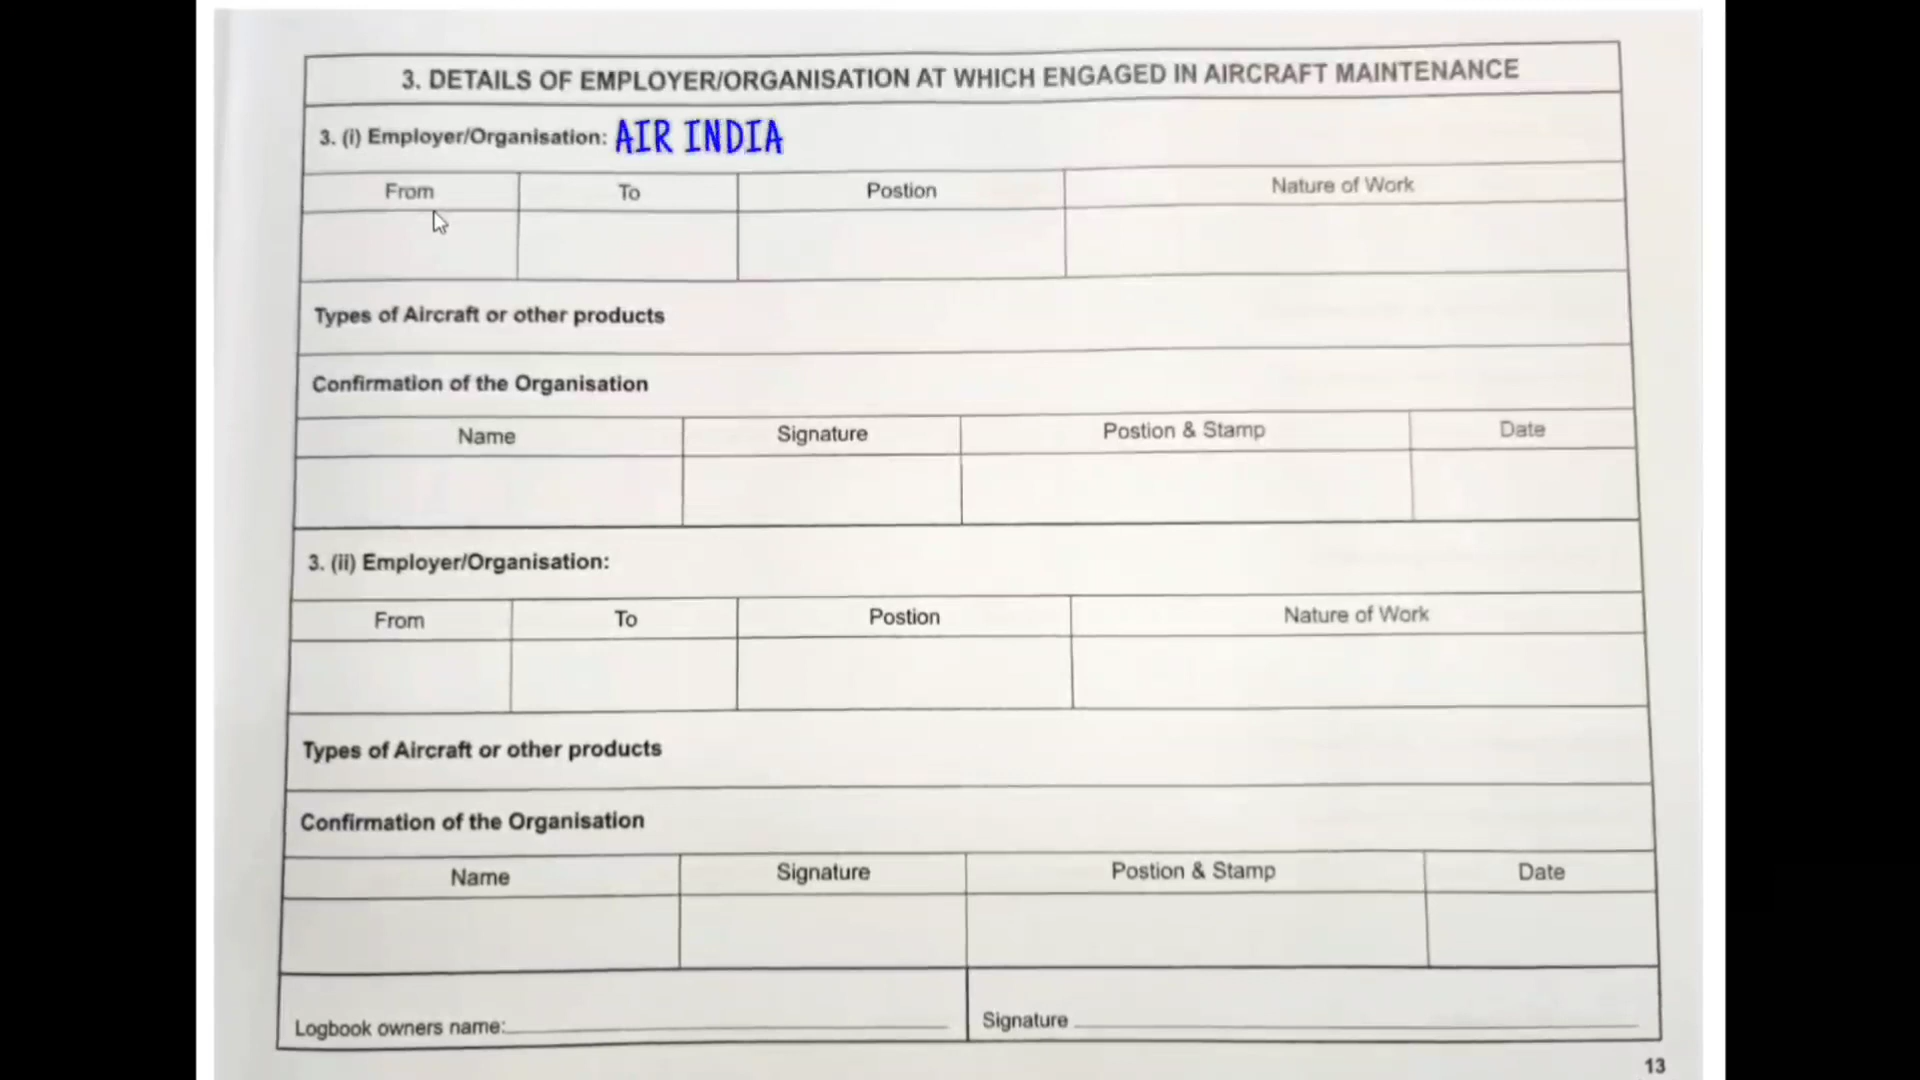 3. DETAILS OF EMPLOYER/ORGANISATION AT WHICH ENGAGED IN AIRCRAFT MAINTENANCE
3. (i) Employer/Organisation: AIR INDIA
From To Postion Nature of Work
Types of Aircraft or other products
Confirmation of the Organisation
Name Signature Postion & Stamp Date
3. (ii) Employer/Organisation:
From To Postion Nature of Work
Types of Aircraft or other products
Confirmation of the Organisation
Name Signature Postion & Stamp Date
Logbook owners name: Signature
13